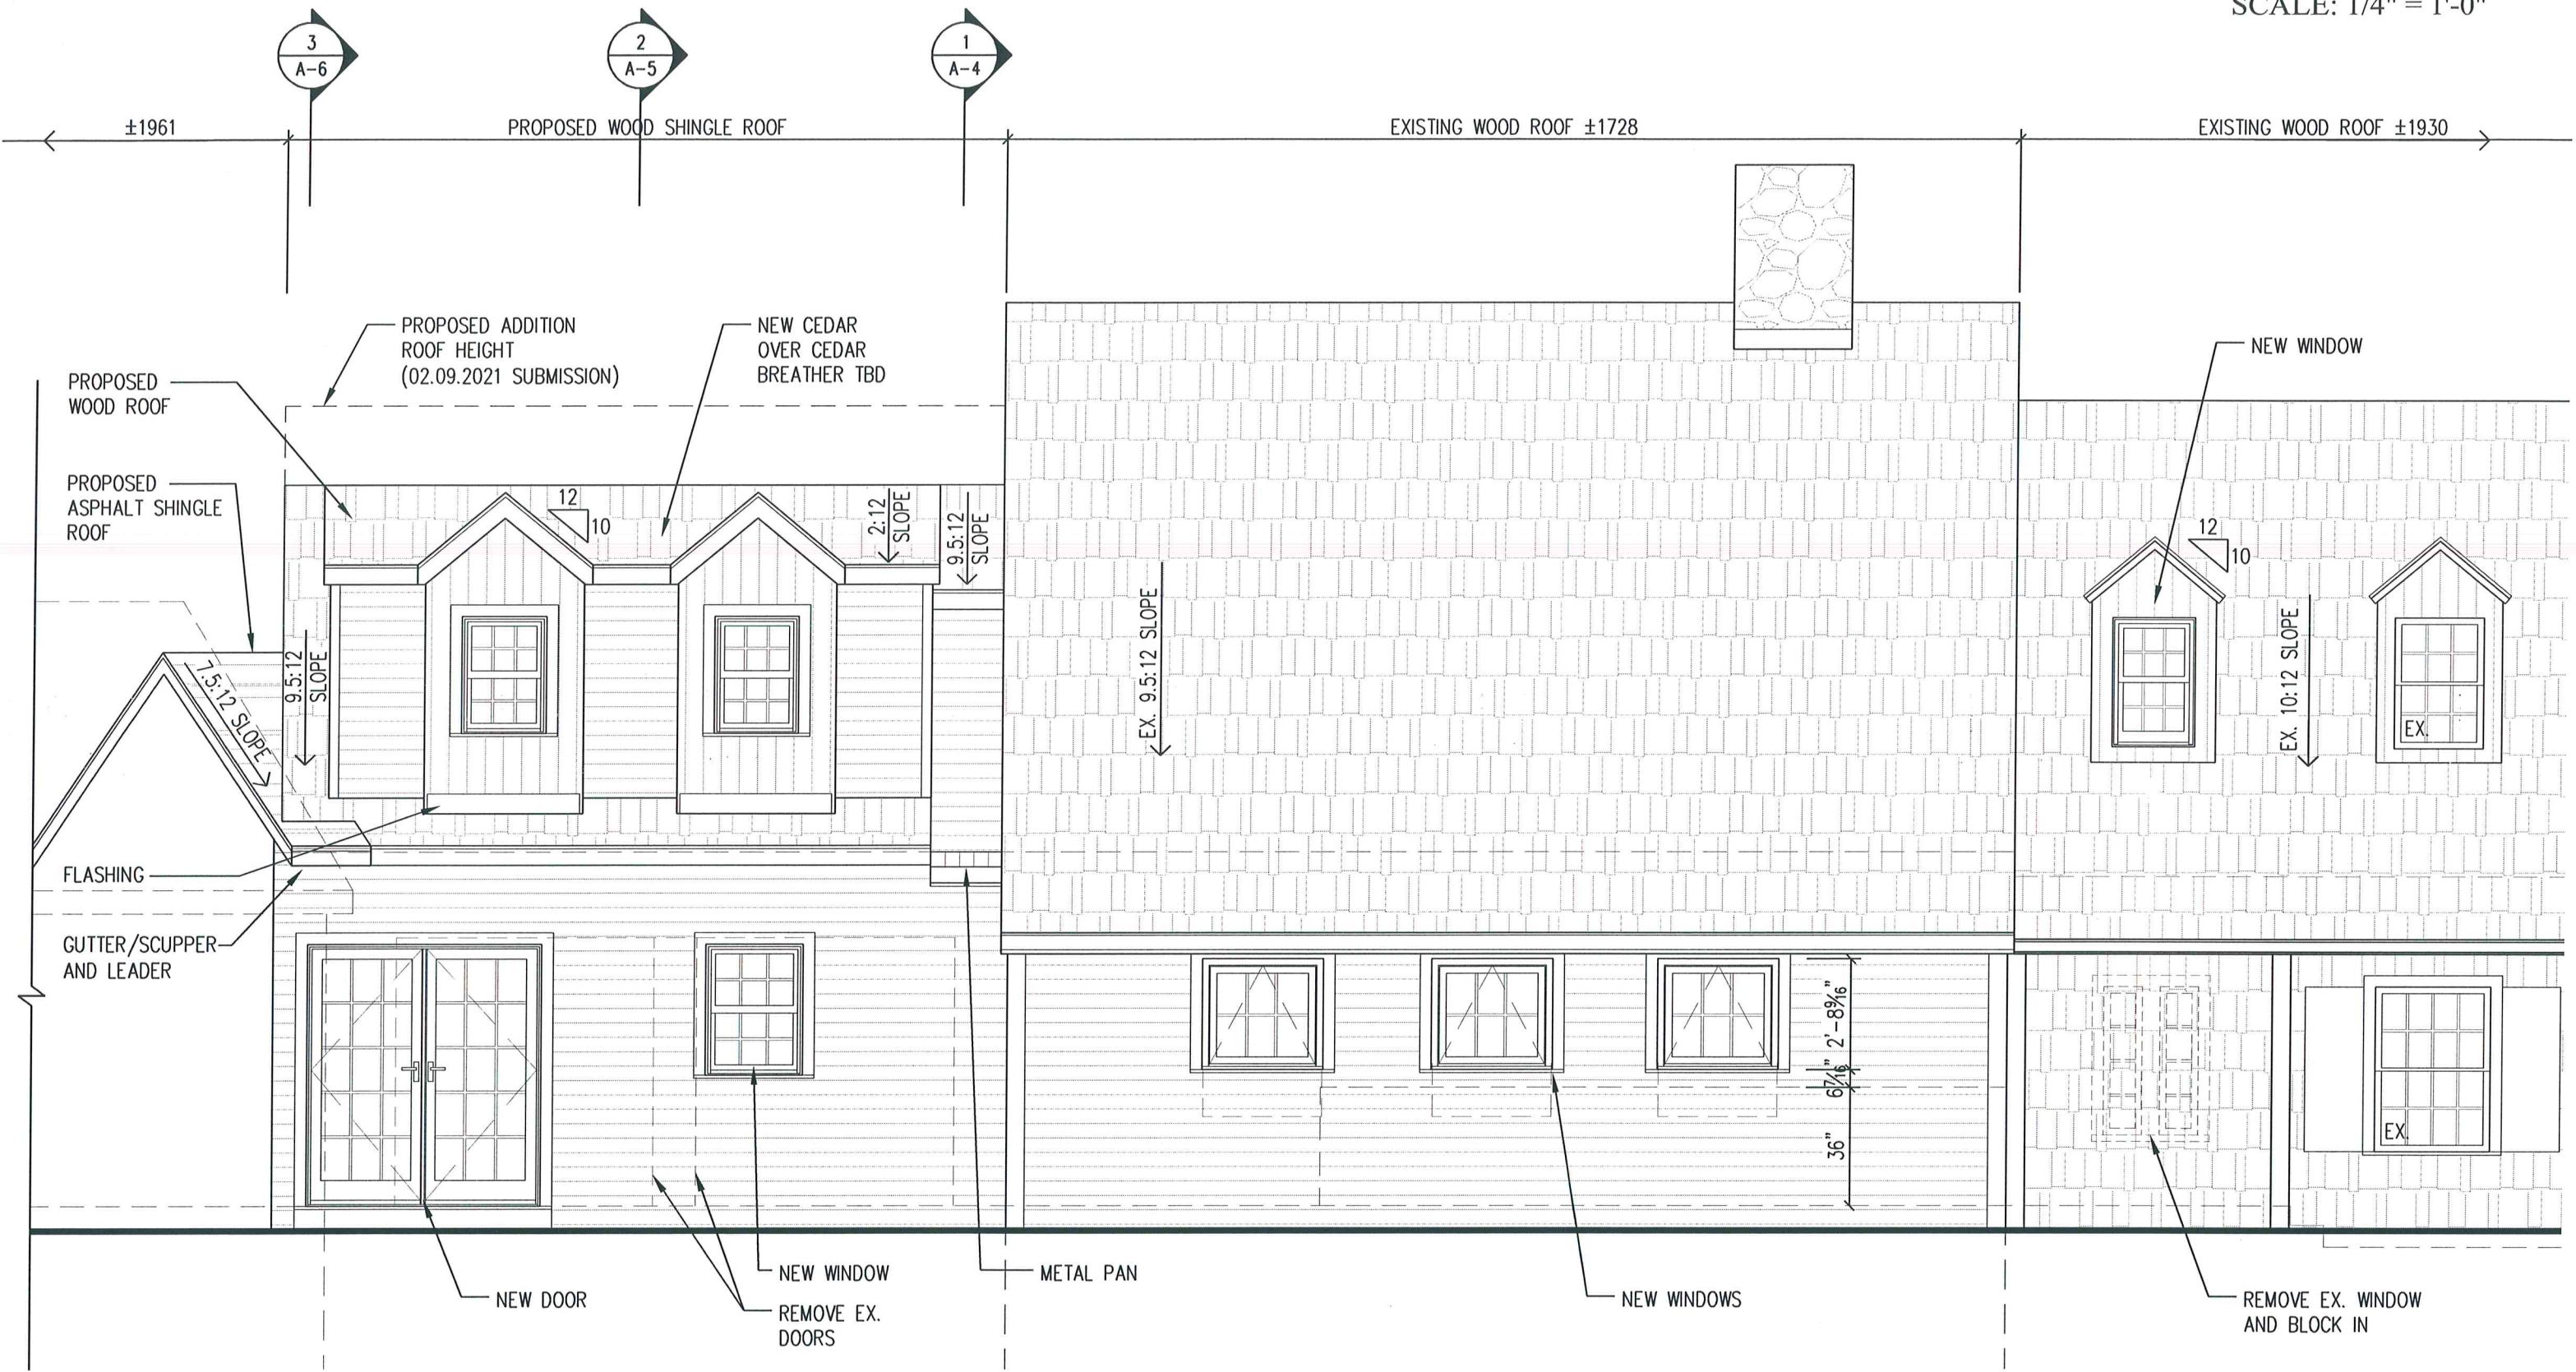 SCALE: 1/4" = 1'-0"
3
A-6
2
A-5
1
A-4
±1961
PROPOSED WOOD SHINGLE ROOF
EXISTING WOOD ROOF ±1728
EXISTING WOOD ROOF ±1930
PROPOSED ADDITION
ROOF HEIGHT
(02.09.2021 SUBMISSION)
NEW CEDAR
OVER CEDAR
BREATHER TBD
NEW WINDOW
PROPOSED
WOOD ROOF
PROPOSED
ASPHALT SHINGLE
ROOF
12
10
2:12
SLOPE
9.5:12
SLOPE
12
10
7.5:12 SLOPE
9.5:12
SLOPE
EX. 9.5:12 SLOPE
EX. 10:12 SLOPE
EX.
FLASHING
GUTTER/SCUPPER
AND LEADER
2'-8 9/16"
6 7/16"
36"
EX.
NEW DOOR
NEW WINDOW
REMOVE EX.
DOORS
METAL PAN
NEW WINDOWS
REMOVE EX. WINDOW
AND BLOCK IN